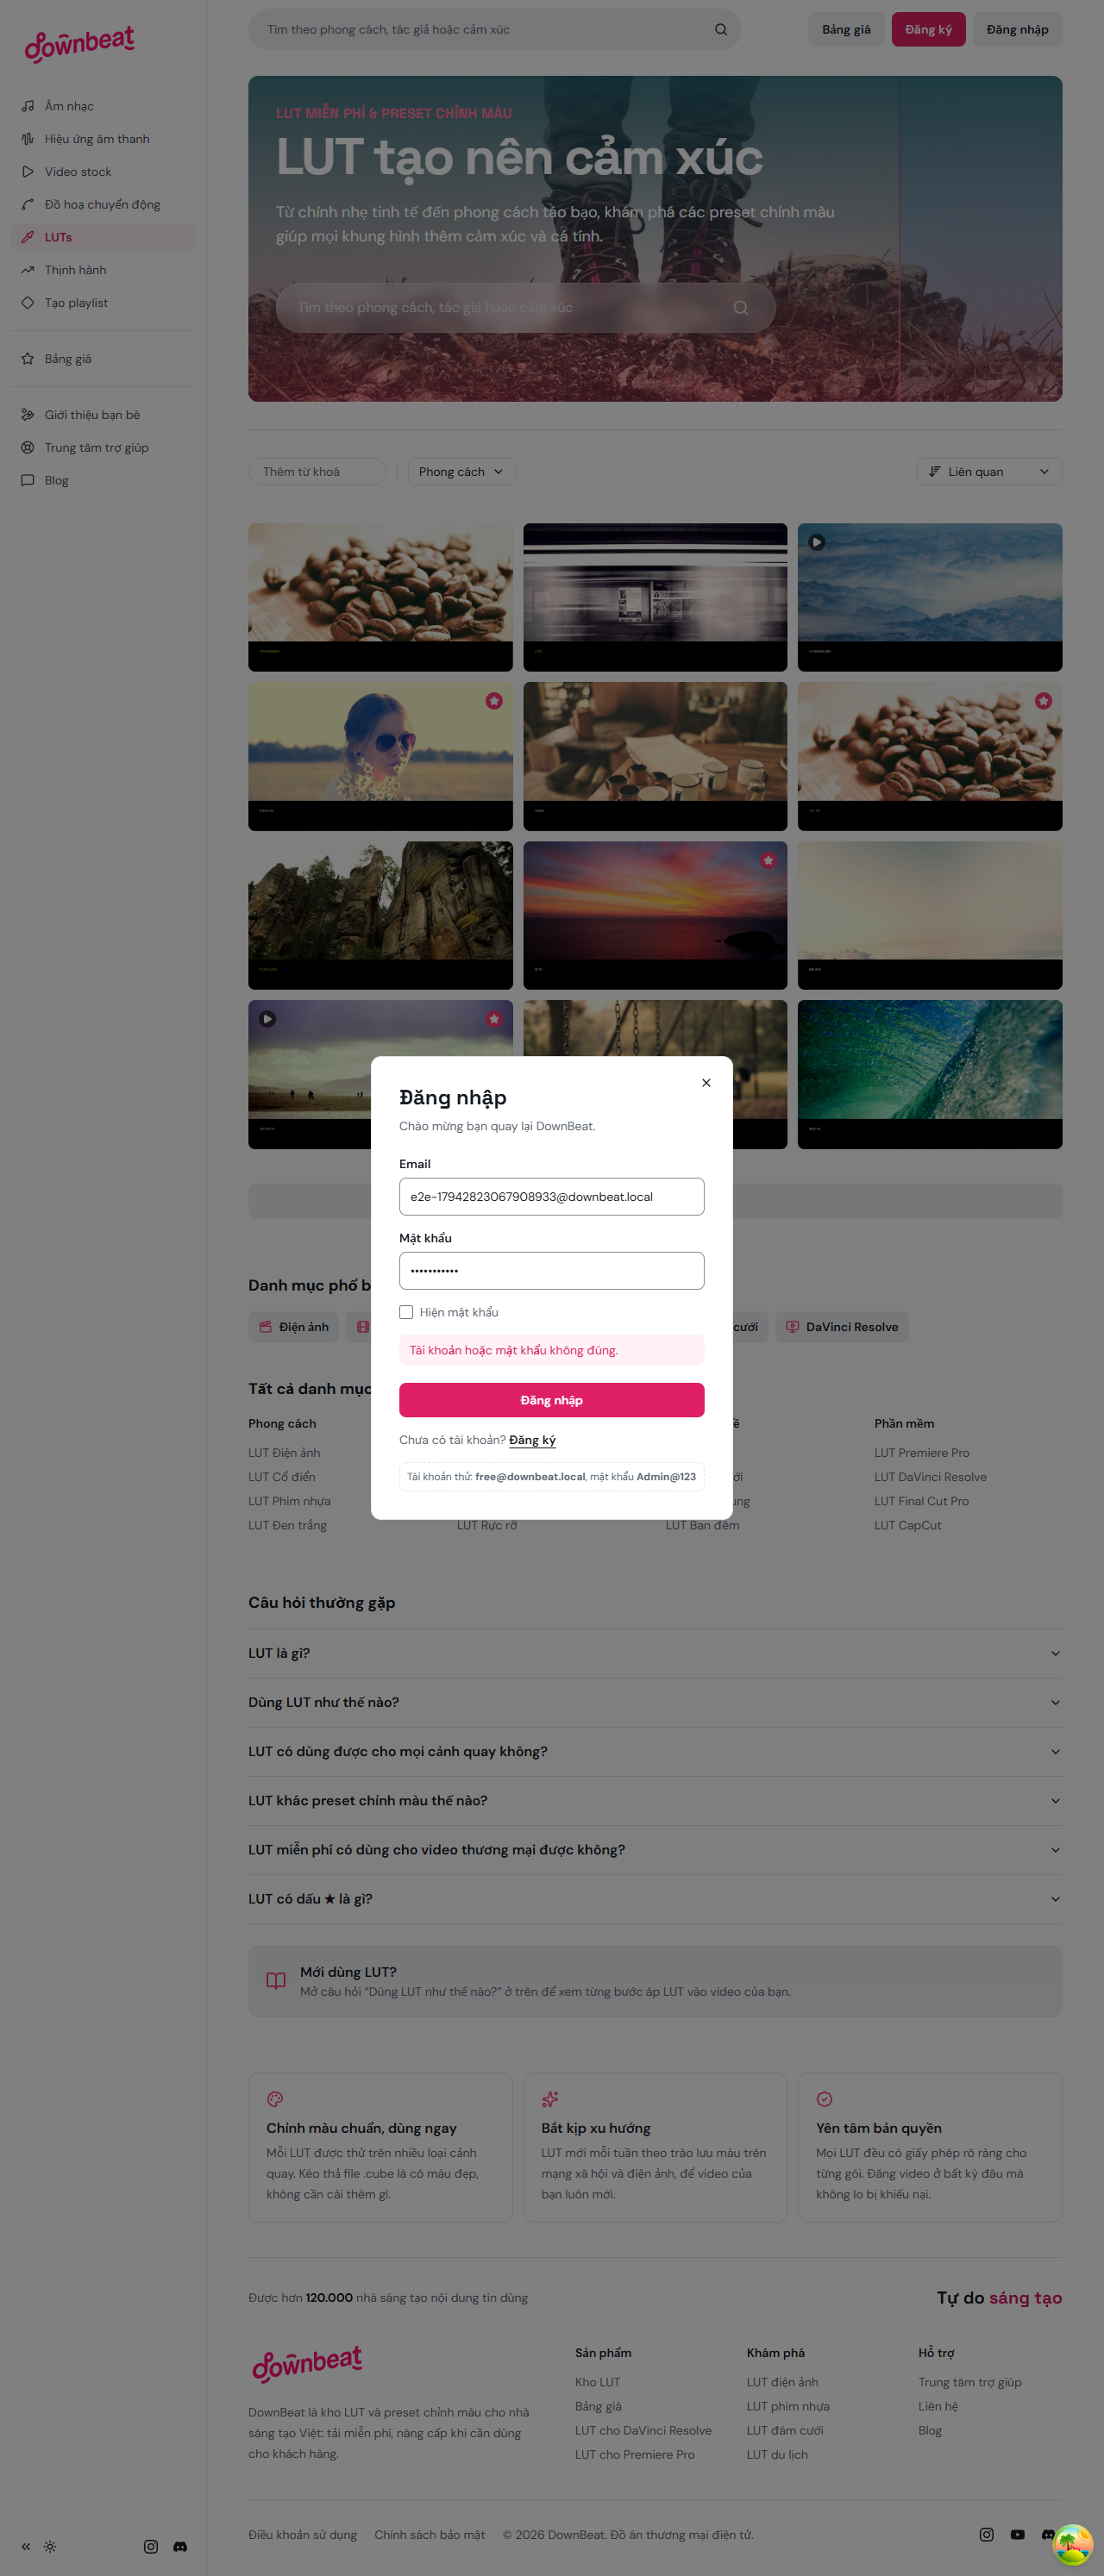 downbeat
Tìm theo phong cách, tác giả hoặc cảm xúc
Bảng giá
Đăng ký
Đăng nhập
Âm nhạc
Hiệu ứng âm thanh
Video stock
Đồ hoạ chuyển động
LUTs
Thịnh hành
Tạo playlist
Bảng giá
Giới thiệu bạn bè
Trung tâm trợ giúp
Blog
LUT MIỄN PHÍ & PRESET CHỈNH MÀU
LUT tạo nên cảm xúc
Từ chỉnh nhẹ tinh tế đến phong cách táo bạo, khám phá các preset chỉnh màu
giúp mọi khung hình thêm cảm xúc và cá tính.
Tìm theo phong cách, tác giả hoặc cảm xúc
Thêm từ khoá
Phong cách
Liên quan
Đăng nhập
Chào mừng bạn quay lại DownBeat.
Email
e2e-17942823067908933@downbeat.local
Mật khẩu
•••••••••••
Hiện mật khẩu
Tài khoản hoặc mật khẩu không đúng.
Đăng nhập
Chưa có tài khoản? Đăng ký
Tài khoản thử: free@downbeat.local, mật khẩu Admin@123
Danh mục phổ b
Điện ảnh
cưới
DaVinci Resolve
Tất cả danh mục
Phong cách
LUT Điện ảnh
LUT Cổ điển
LUT Phim nhựa
LUT Đen trắng
LUT Rực rỡ
LUT Ban đêm
Phần mềm
LUT Premiere Pro
LUT DaVinci Resolve
LUT Final Cut Pro
LUT CapCut
Câu hỏi thường gặp
LUT là gì?
Dùng LUT như thế nào?
LUT có dùng được cho mọi cảnh quay không?
LUT khác preset chỉnh màu thế nào?
LUT miễn phí có dùng cho video thương mại được không?
LUT có dấu ★ là gì?
Mới dùng LUT?
Mở câu hỏi “Dùng LUT như thế nào?” ở trên để xem từng bước áp LUT vào video của bạn.
Chỉnh màu chuẩn, dùng ngay
Mỗi LUT được thử trên nhiều loại cảnh
quay. Kéo thả file .cube là có màu đẹp,
không cần cài thêm gì.
Bắt kịp xu hướng
LUT mới mỗi tuần theo trào lưu màu trên
mạng xã hội và điện ảnh, để video của
bạn luôn mới.
Yên tâm bản quyền
Mọi LUT đều có giấy phép rõ ràng cho
từng gói. Đăng video ở bất kỳ đâu mà
không lo bị khiếu nại.
Được hơn 120.000 nhà sáng tạo nội dung tin dùng
Tự do sáng tạo
downbeat
DownBeat là kho LUT và preset chỉnh màu cho nhà
sáng tạo Việt: tải miễn phí, nâng cấp khi cần dùng
cho khách hàng.
Sản phẩm
Kho LUT
Bảng giá
LUT cho DaVinci Resolve
LUT cho Premiere Pro
Khám phá
LUT điện ảnh
LUT phim nhựa
LUT đám cưới
LUT du lịch
Hỗ trợ
Trung tâm trợ giúp
Liên hệ
Blog
Điều khoản sử dụng
Chính sách bảo mật
© 2026 DownBeat. Đồ án thương mại điện tử.